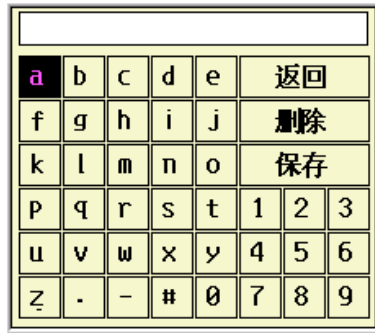 a b c d e 返回
f g h i j 删除
k l m n o 保存
p q r s t 1 2 3
u v w x y 4 5 6
z . - # 0 7 8 9